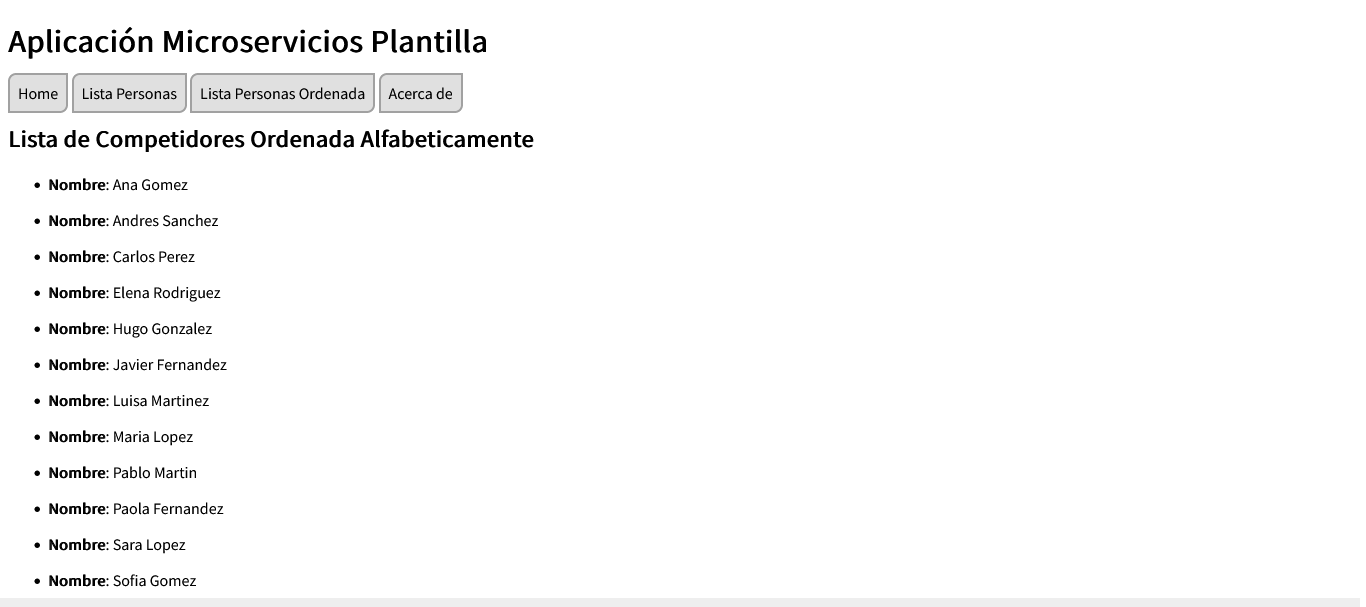 Aplicación Microservicios Plantilla
Home Lista Personas Lista Personas Ordenada Acerca de
Lista de Competidores Ordenada Alfabeticamente
• Nombre: Ana Gomez
• Nombre: Andres Sanchez
• Nombre: Carlos Perez
• Nombre: Elena Rodriguez
• Nombre: Hugo Gonzalez
• Nombre: Javier Fernandez
• Nombre: Luisa Martinez
• Nombre: Maria Lopez
• Nombre: Pablo Martin
• Nombre: Paola Fernandez
• Nombre: Sara Lopez
• Nombre: Sofia Gomez